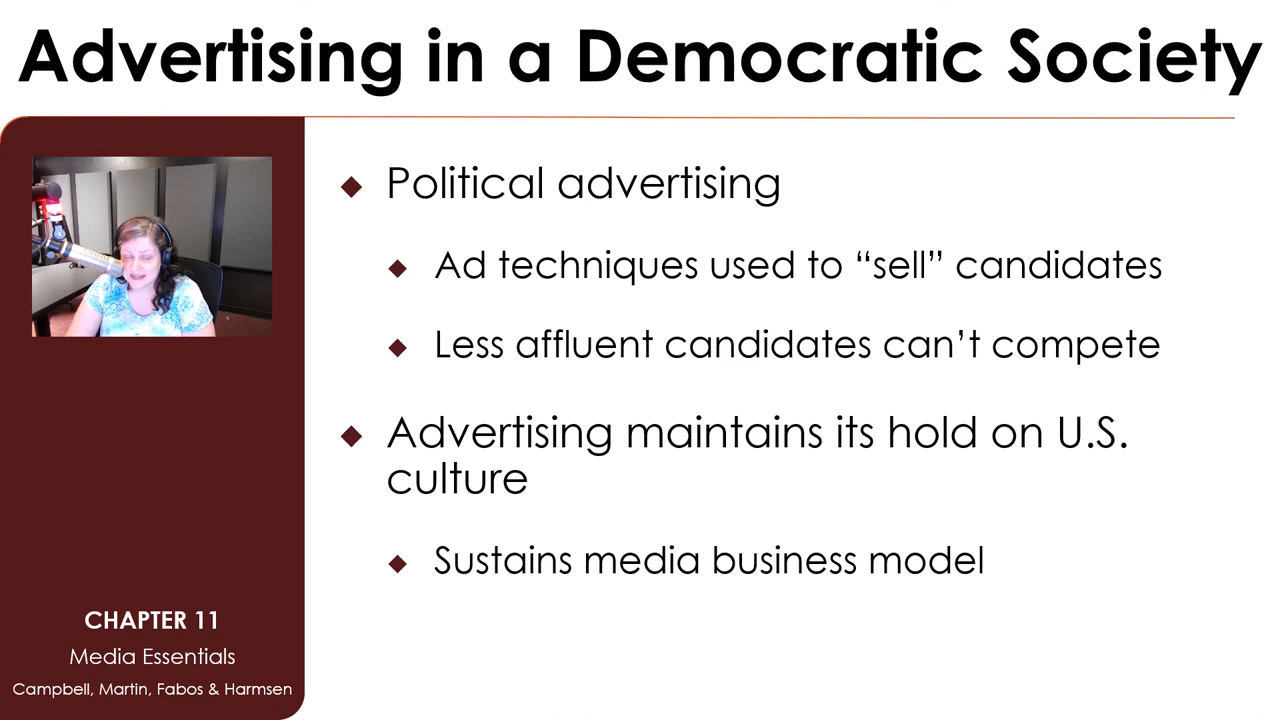 Advertising in a Democratic Society
Political advertising
Ad techniques used to “sell” candidates
Less affluent candidates can’t compete
Advertising maintains its hold on U.S.
culture
Sustains media business model
CHAPTER 11
Media Essentials
Campbell, Martin, Fabos & Harmsen